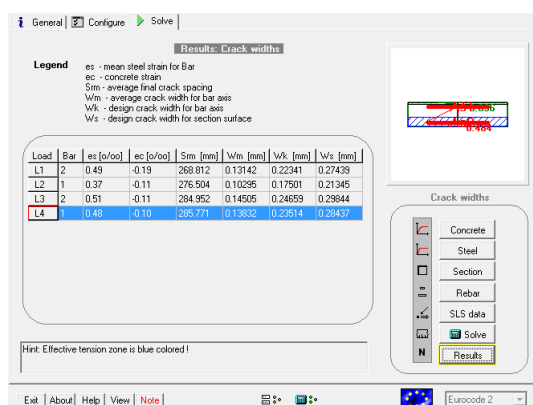 General Configure Solve
Results: Crack widths
Legend
es - mean steel strain for Bar
ec - concrete strain
Srm - average final crack spacing
Wm - average crack width for bar axis
Wk - design crack width for bar axis
Ws - design crack width for section surface
Load Bar es [o/oo] ec [o/oo] Srm [mm] Wm [mm] Wk [mm] Ws [mm]
L1 2 0.49 -0.19 268.812 0.13142 0.22341 0.27439
L2 1 0.37 -0.11 276.504 0.10295 0.17501 0.21345
L3 2 0.51 -0.11 284.952 0.14505 0.24659 0.29844
L4 1 0.48 -0.10 285.771 0.13832 0.23514 0.28437
Crack widths
Concrete
Steel
Section
Rebar
SLS data
Solve
N Results
Hint: Effective tension zone is blue colored !
Exit About Help View Note
Eurocode 2